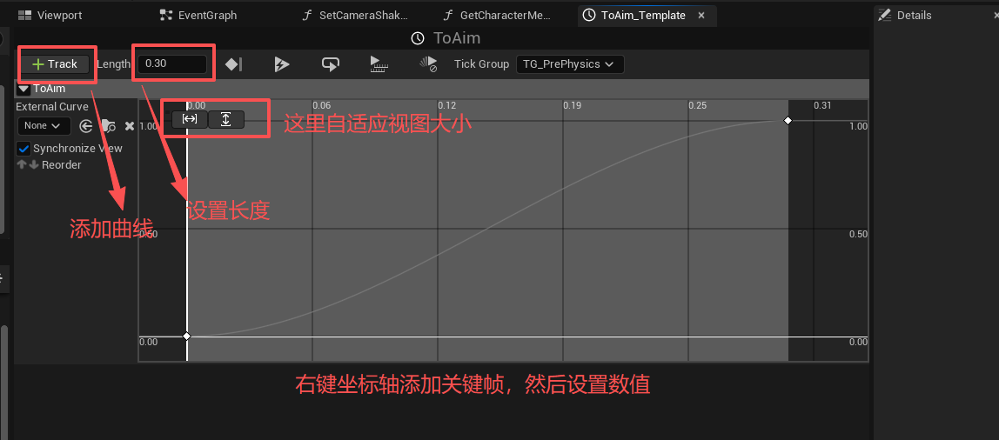 Viewport
EventGraph
SetCameraShak...
GetCharacterMe...
ToAim_Template
Details
ToAim
Track
Length
0.30
Tick Group
TG_PrePhysics
ToAim
External Curve
None
Synchronize View
Reorder
0.00
0.06
0.12
0.19
0.25
0.31
1.00
1.00
这里自适应视图大小
设置长度
添加曲线
0.50
0.50
0.00
0.00
右键坐标轴添加关键帧，然后设置数值